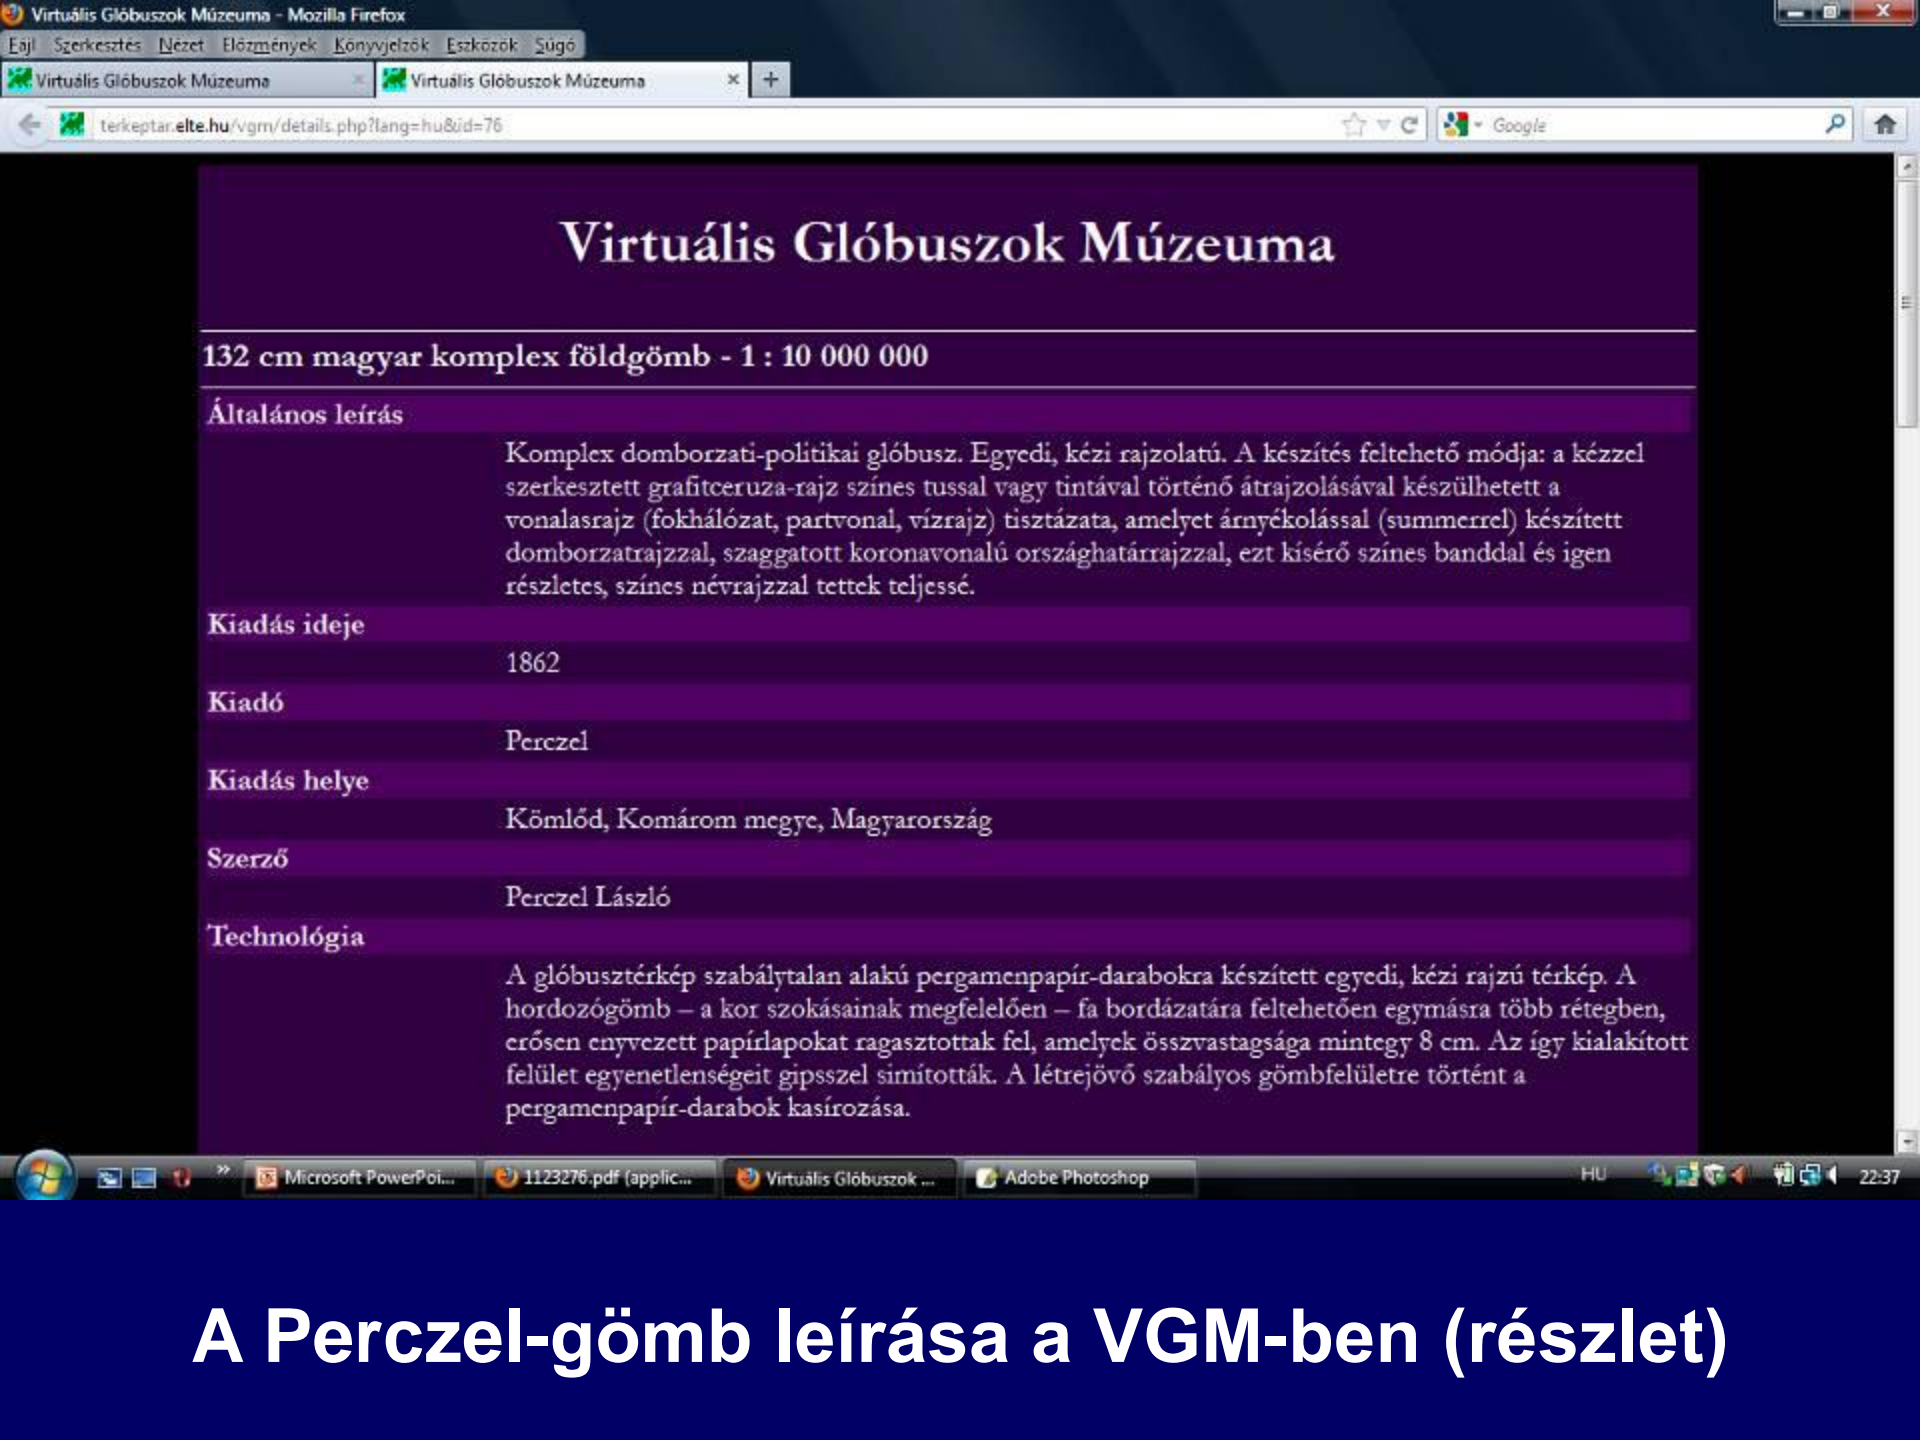 Virtuális Glóbuszok Múzeuma - Mozilla Firefox
Fájl Szerkesztés Nézet Előzmények Könyvjelzők Eszközök Súgó
Virtuális Glóbuszok Múzeuma
Virtuális Glóbuszok Múzeuma
terkeptar.elte.hu/vgm/details.php?lang=hu&id=76
Google
Virtuális Glóbuszok Múzeuma
132 cm magyar komplex földgömb - 1 : 10 000 000
Általános leírás
Komplex domborzati-politikai glóbusz. Egyedi, kézi rajzolatú. A készítés feltehető módja: a kézzel
szerkesztett grafitceruza-rajz színes tussal vagy tintával történő átrajzolásával készülhetett a
vonalasrajz (fokhálózat, partvonal, vízrajz) tisztázata, amelyet árnyékolással (summerrel) készített
domborzatrajzzal, szaggatott koronavonalú országhatárrajzzal, ezt kísérő színes banddal és igen
részletes, színes névrajzzal tettek teljessé.
Kiadás ideje
1862
Kiadó
Perczel
Kiadás helye
Kömlőd, Komárom megye, Magyarország
Szerző
Perczel László
Technológia
A glóbusztérkép szabálytalan alakú pergamenpapír-darabokra készített egyedi, kézi rajzú térkép. A
hordozógömb – a kor szokásainak megfelelően – fa bordázatára feltehetően egymásra több rétegben,
erősen enyvezett papírlapokat ragasztottak fel, amelyek összvastagsága mintegy 8 cm. Az így kialakított
felület egyenetlenségeit gipsszel simították. A létrejövő szabályos gömbfelületre történt a
pergamenpapír-darabok kasírozása.
Microsoft PowerPoi... 1123276.pdf (applic... Virtuális Glóbuszok ... Adobe Photoshop HU 22:37
A Perczel-gömb leírása a VGM-ben (részlet)